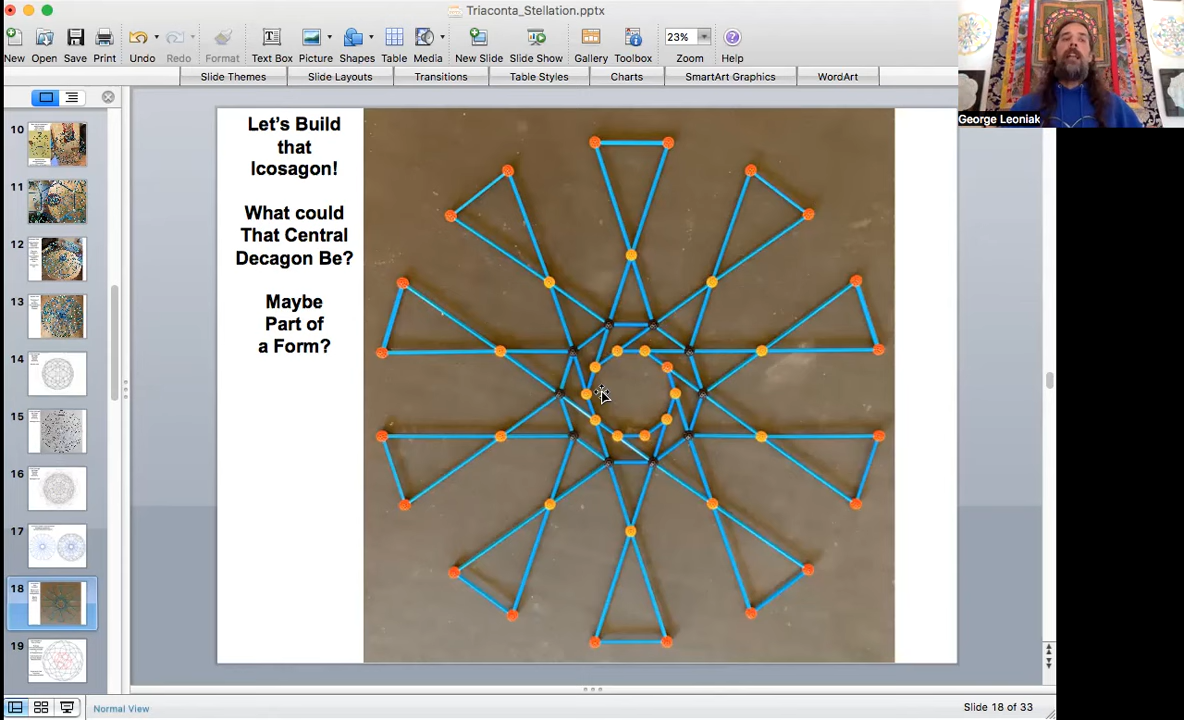 Triaconta_Stellation.pptx
New Open Save Print Undo Redo Format Text Box Picture Shapes Table Media New Slide Slide Show Gallery Toolbox Zoom Help
23%
Slide Themes Slide Layouts Transitions Table Styles Charts SmartArt Graphics WordArt
George Leoniak
10
11
12
13
14
15
16
17
18
19
Let's Build
that
Icosagon!
What could
That Central
Decagon Be?
Maybe
Part of
a Form?
Normal View
Slide 18 of 33